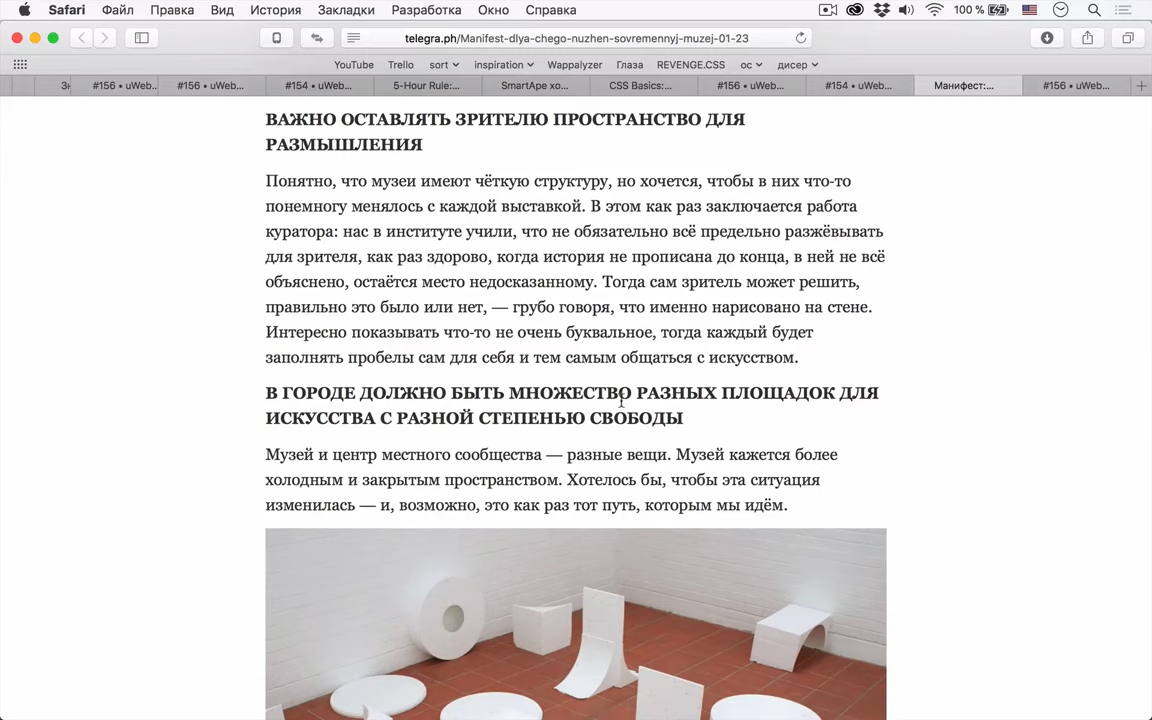 Safari Файл Правка Вид История Закладки Разработка Окно Справка 100 %
telegra.ph/Manifest-dlya-chego-nuzhen-sovremennyj-muzej-01-23
YouTube Trello sort inspiration Wappalyzer Глаза REVENGE.CSS ос дисер
#156 • uWeb... #156 • uWeb... #154 • uWeb... 5-Hour Rule:... SmartApe хо... CSS Basics:... #156 • uWeb... #154 • uWeb... Манифест:... #156 • uWeb...
ВАЖНО ОСТАВЛЯТЬ ЗРИТЕЛЮ ПРОСТРАНСТВО ДЛЯ
РАЗМЫШЛЕНИЯ
Понятно, что музеи имеют чёткую структуру, но хочется, чтобы в них что-то
понемногу менялось с каждой выставкой. В этом как раз заключается работа
куратора: нас в институте учили, что не обязательно всё предельно разжёвывать
для зрителя, как раз здорово, когда история не прописана до конца, в ней не всё
объяснено, остаётся место недосказанному. Тогда сам зритель может решить,
правильно это было или нет, — грубо говоря, что именно нарисовано на стене.
Интересно показывать что-то не очень буквальное, тогда каждый будет
заполнять пробелы сам для себя и тем самым общаться с искусством.
В ГОРОДЕ ДОЛЖНО БЫТЬ МНОЖЕСТВО РАЗНЫХ ПЛОЩАДОК ДЛЯ
ИСКУССТВА С РАЗНОЙ СТЕПЕНЬЮ СВОБОДЫ
Музей и центр местного сообщества — разные вещи. Музей кажется более
холодным и закрытым пространством. Хотелось бы, чтобы эта ситуация
изменилась — и, возможно, это как раз тот путь, которым мы идём.